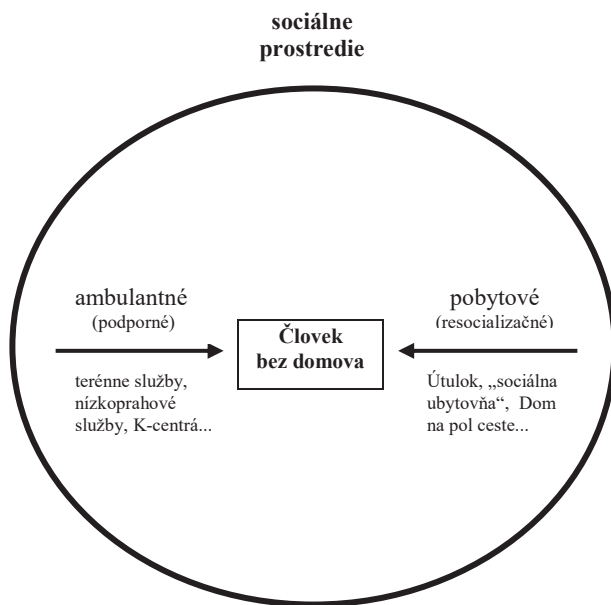 sociálne
prostredie
ambulantné
(podporné)
terénne služby,
nízkoprahové
služby, K-centrá...
Človek
bez domova
pobytové
(resocializačné)
Útulok, „sociálna
ubytovňa“, Dom
na pol ceste...